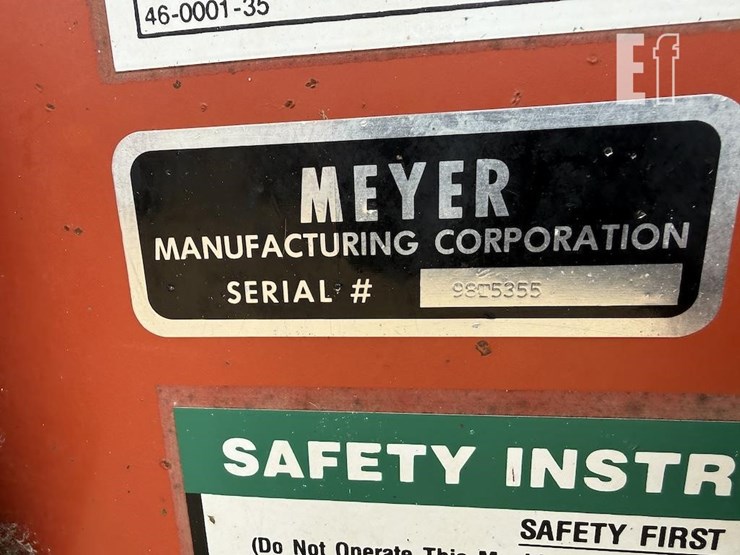 46-0001-35
Ef
MEYER
MANUFACTURING CORPORATION
SERIAL #
SAFETY INSTR
SAFETY FIRST
(Do Not Operate This